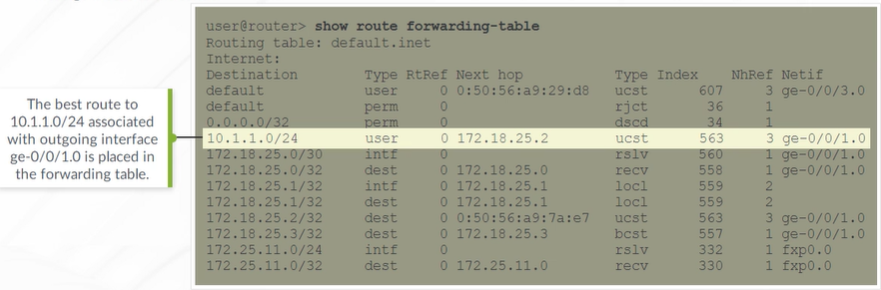 user@router> show route forwarding-table
Routing table: default.inet
Internet:
Destination Type RtRef Next hop Type Index NhRef Netif
default user 0 0:50:56:a9:29:d8 ucst 607 3 ge-0/0/3.0
default perm 0 rjct 36 1
0.0.0.0/32 perm 0 dscd 34 1
10.1.1.0/24 user 0 172.18.25.2 ucst 563 3 ge-0/0/1.0
172.18.25.0/30 intf 0 rslv 560 1 ge-0/0/1.0
172.18.25.0/32 dest 0 172.18.25.0 recv 558 1 ge-0/0/1.0
172.18.25.1/32 intf 0 172.18.25.1 locl 559 2
172.18.25.1/32 dest 0 172.18.25.1 locl 559 2
172.18.25.2/32 dest 0 0:50:56:a9:7a:e7 ucst 563 3 ge-0/0/1.0
172.18.25.3/32 dest 0 172.18.25.3 bcst 557 1 ge-0/0/1.0
172.25.11.0/24 intf 0 rslv 332 1 fxp0.0
172.25.11.0/32 dest 0 172.25.11.0 recv 330 1 fxp0.0
The best route to
10.1.1.0/24 associated
with outgoing interface
ge-0/0/1.0 is placed in
the forwarding table.